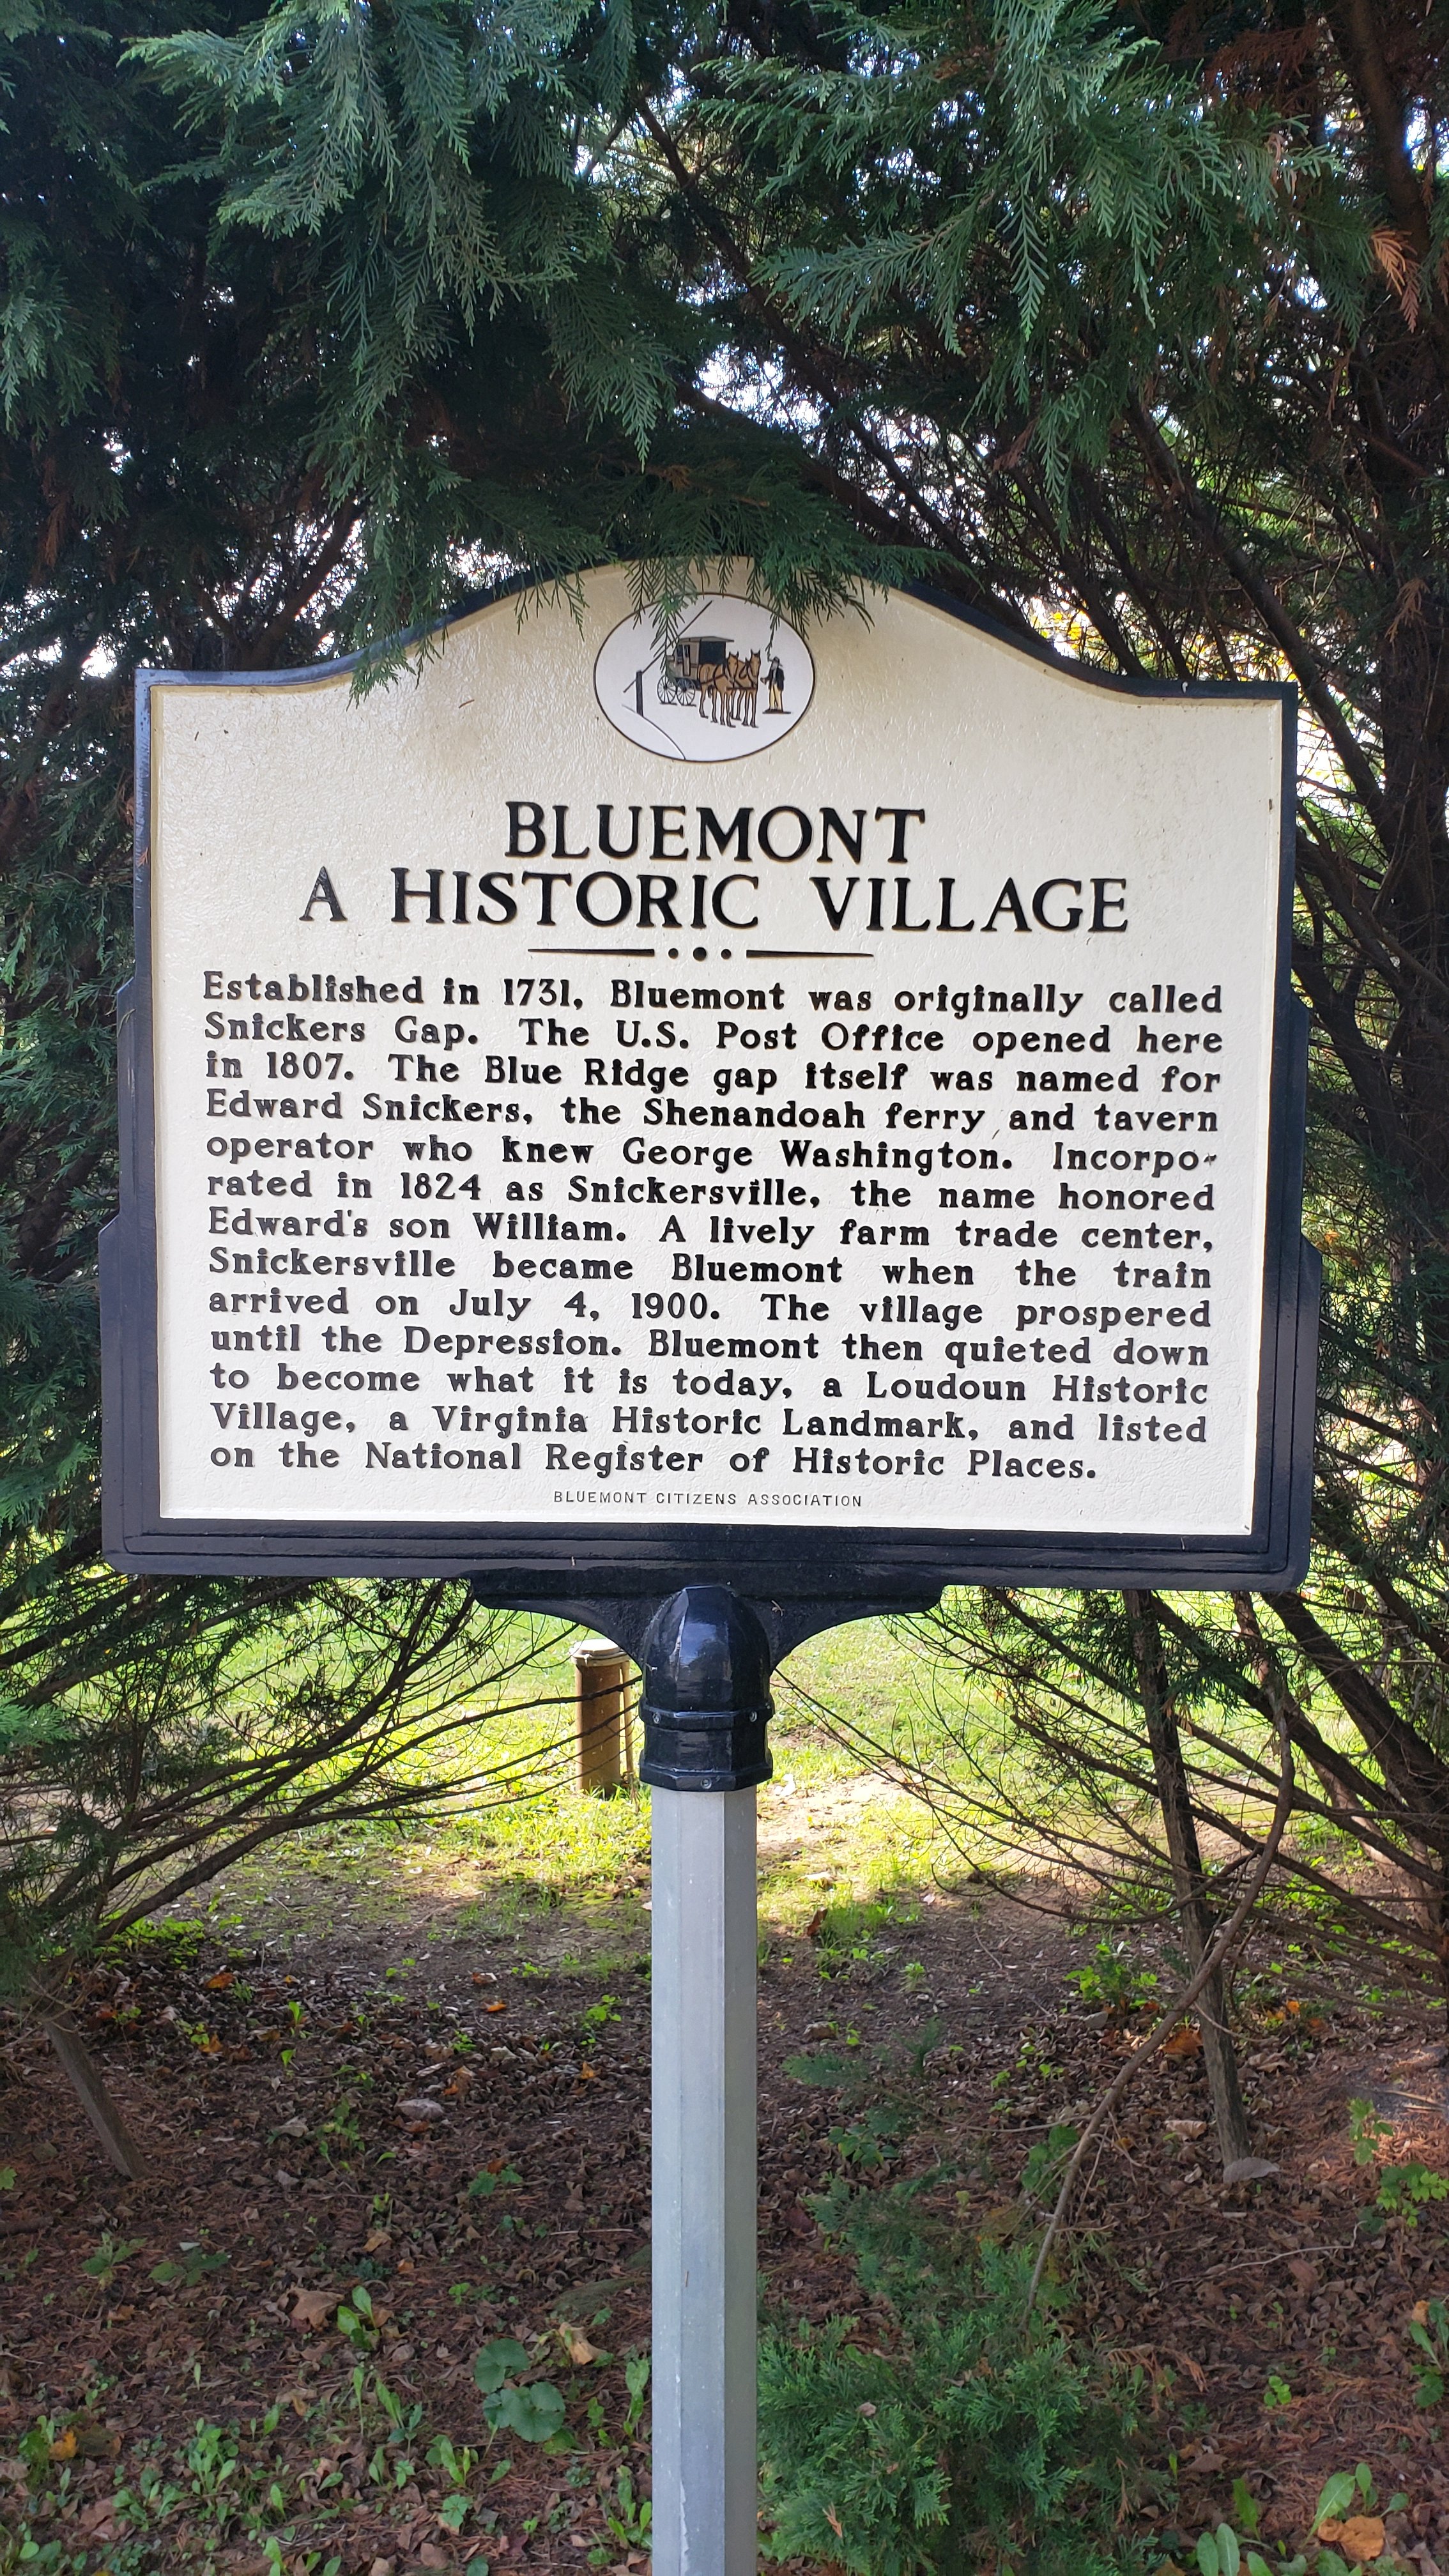 BLUEMONT
A HISTORIC VILLAGE
Established in 1731, Bluemont was originally called
Snickers Gap. The U.S. Post Office opened here
in 1807. The Blue Ridge gap itself was named for
Edward Snickers, the Shenandoah ferry and tavern
operator who knew George Washington. Incorpo-
rated in 1824 as Snickersville, the name honored
Edward's son William. A lively farm trade center,
Snickersville became Bluemont when the train
arrived on July 4, 1900. The village prospered
until the Depression. Bluemont then quieted down
to become what it is today, a Loudoun Historic
Village, a Virginia Historic Landmark, and listed
on the National Register of Historic Places.
BLUEMONT CITIZENS ASSOCIATION